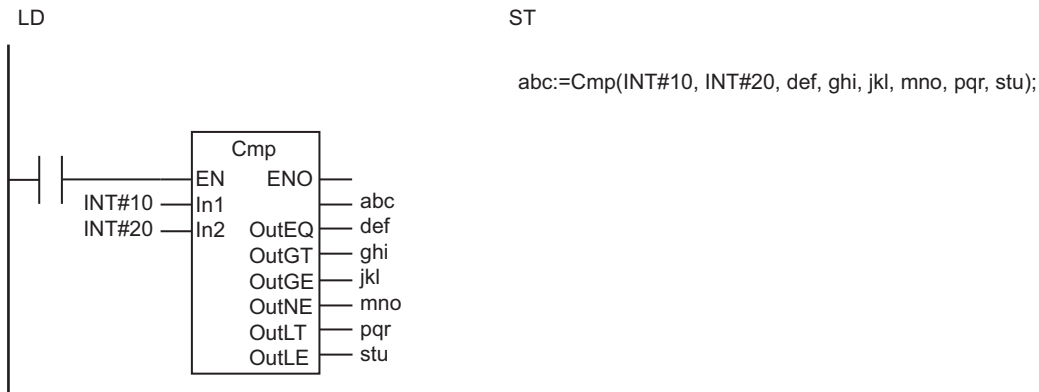 LD
ST
abc:=Cmp(INT#10, INT#20, def, ghi, jkl, mno, pqr, stu);
Cmp
EN ENO
INT#10 In1 abc
INT#20 In2 OutEQ def
OutGT ghi
OutGE jkl
OutNE mno
OutLT pqr
OutLE stu